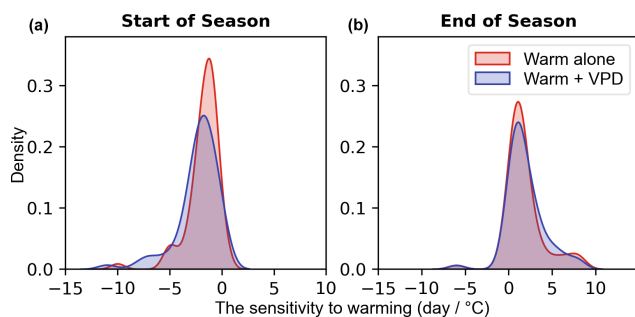 (a) Start of Season
(b) End of Season
Warm alone
Warm + VPD
Density
0.3
0.2
0.1
0.0
−15 −10 −5 0 5 10
0.3
0.2
0.1
0.0
−15 −10 −5 0 5 10
The sensitivity to warming (day / °C)